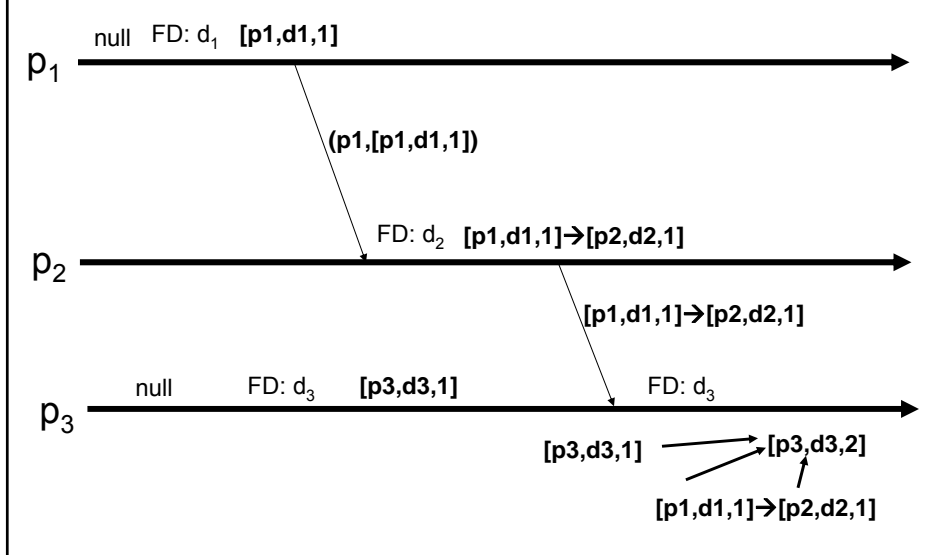 null FD: d₁ [p1,d1,1]
p₁
(p1,[p1,d1,1])
FD: d₂ [p1,d1,1]→[p2,d2,1]
p₂
[p1,d1,1]→[p2,d2,1]
null FD: d₃ [p3,d3,1] FD: d₃
p₃
[p3,d3,1] [p3,d3,2]
[p1,d1,1]→[p2,d2,1]